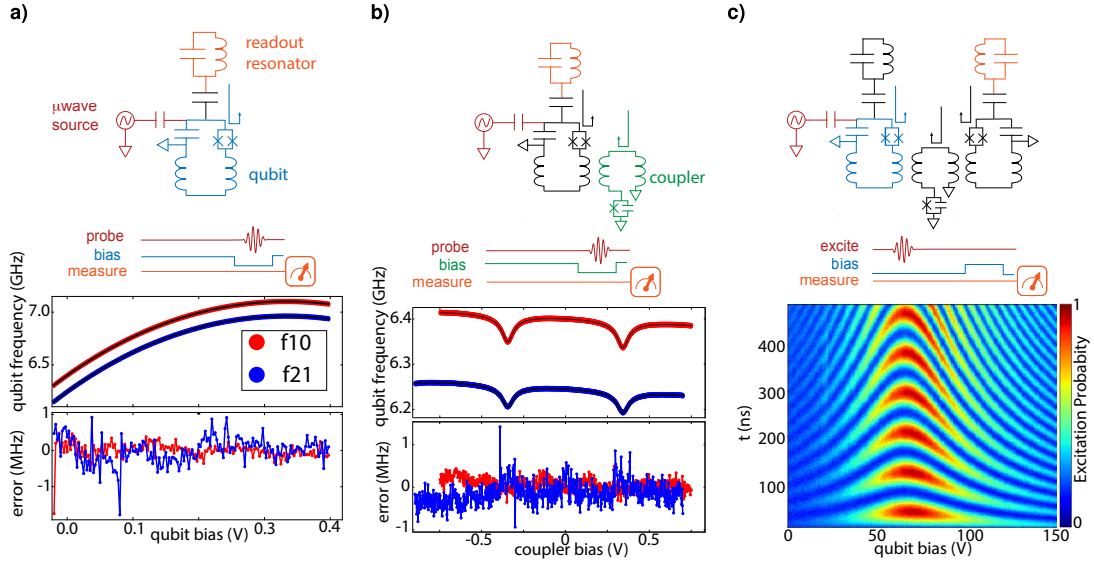 a)
readout
resonator
μwave
source
qubit
probe
bias
measure
qubit frequency (GHz)
7.0
6.5
f10
f21
error (MHz)
1
0
-1
0.0
0.1
0.2
0.3
0.4
qubit bias (V)
b)
coupler
probe
bias
measure
qubit frequency (GHz)
6.4
6.3
6.2
error (MHz)
1
0
-1
-0.5
0
0.5
coupler bias (V)
c)
excite
bias
measure
t (ns)
400
300
200
100
0
50
100
150
qubit bias (V)
1
0
Excitation Probability